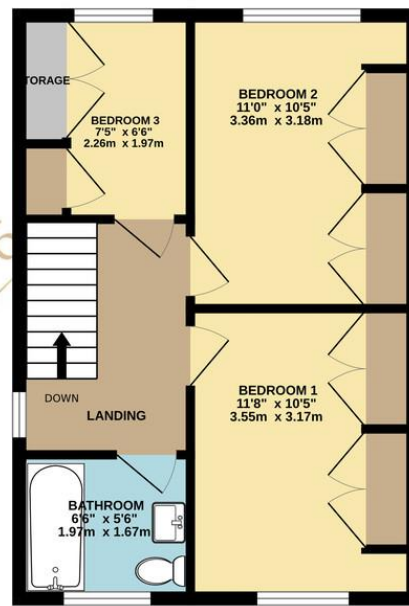 TORAGE
BEDROOM 3
7'5" x 6'6"
2.26m x 1.97m
BEDROOM 2
11'0" x 10'5"
3.36m x 3.18m
DOWN
LANDING
BEDROOM 1
11'8" x 10'5"
3.55m x 3.17m
BATHROOM
6'6" x 5'6"
1.97m x 1.67m